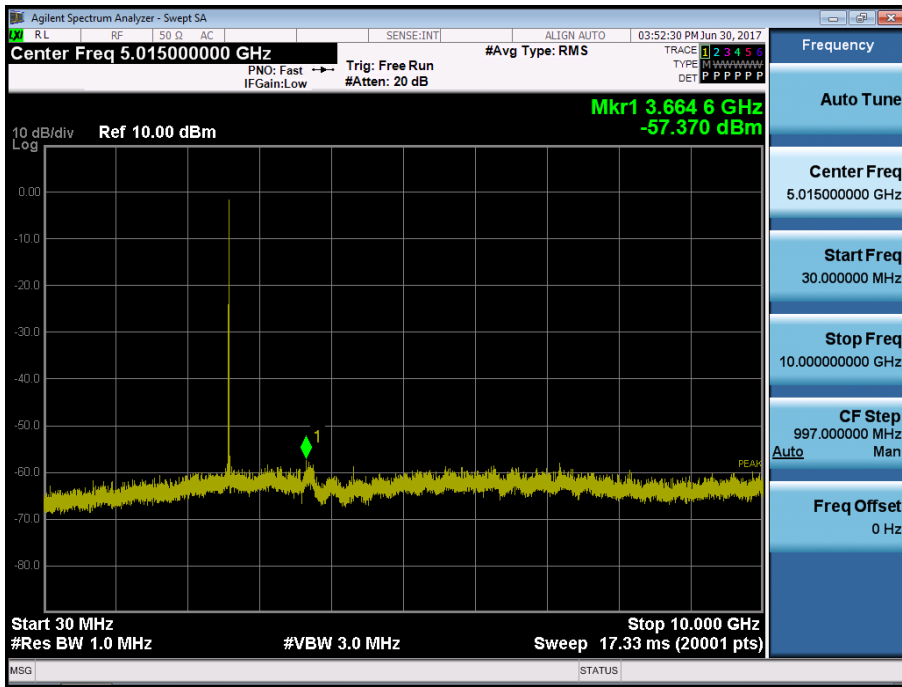 Agilent Spectrum Analyzer - Swept SA
LXI RL RF 50 Ω AC SENSE:INT ALIGN AUTO 03:52:30 PM Jun 30, 2017
Center Freq 5.015000000 GHz #Avg Type: RMS TRACE 1 2 3 4 5 6
PNO: Fast Trig: Free Run TYPE M WWWWW
IFGain:Low #Atten: 20 dB DET P P P P P P
Mkr1 3.664 6 GHz
10 dB/div Ref 10.00 dBm -57.370 dBm
Log
0.00
-10.0
-20.0
-30.0
-40.0
-50.0
1
PEAK
-60.0
-70.0
-80.0
Start 30 MHz Stop 10.000 GHz
#Res BW 1.0 MHz #VBW 3.0 MHz Sweep 17.33 ms (20001 pts)
MSG STATUS
Frequency
Auto Tune
Center Freq
5.015000000 GHz
Start Freq
30.000000 MHz
Stop Freq
10.000000000 GHz
CF Step
997.000000 MHz
Auto Man
Freq Offset
0 Hz